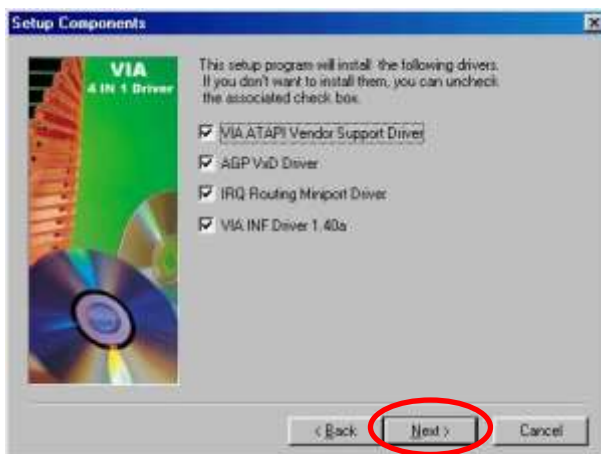 Setup Components
VIA
4 IN 1 Driver
This setup program will install the following drivers.
If you don't want to install them, you can uncheck
the associated check box.
VIA ATAPI Vendor Support Driver
AGP VxD Driver
IRQ Routing Miniport Driver
VIA INF Driver 1.40a
< Back
Next >
Cancel